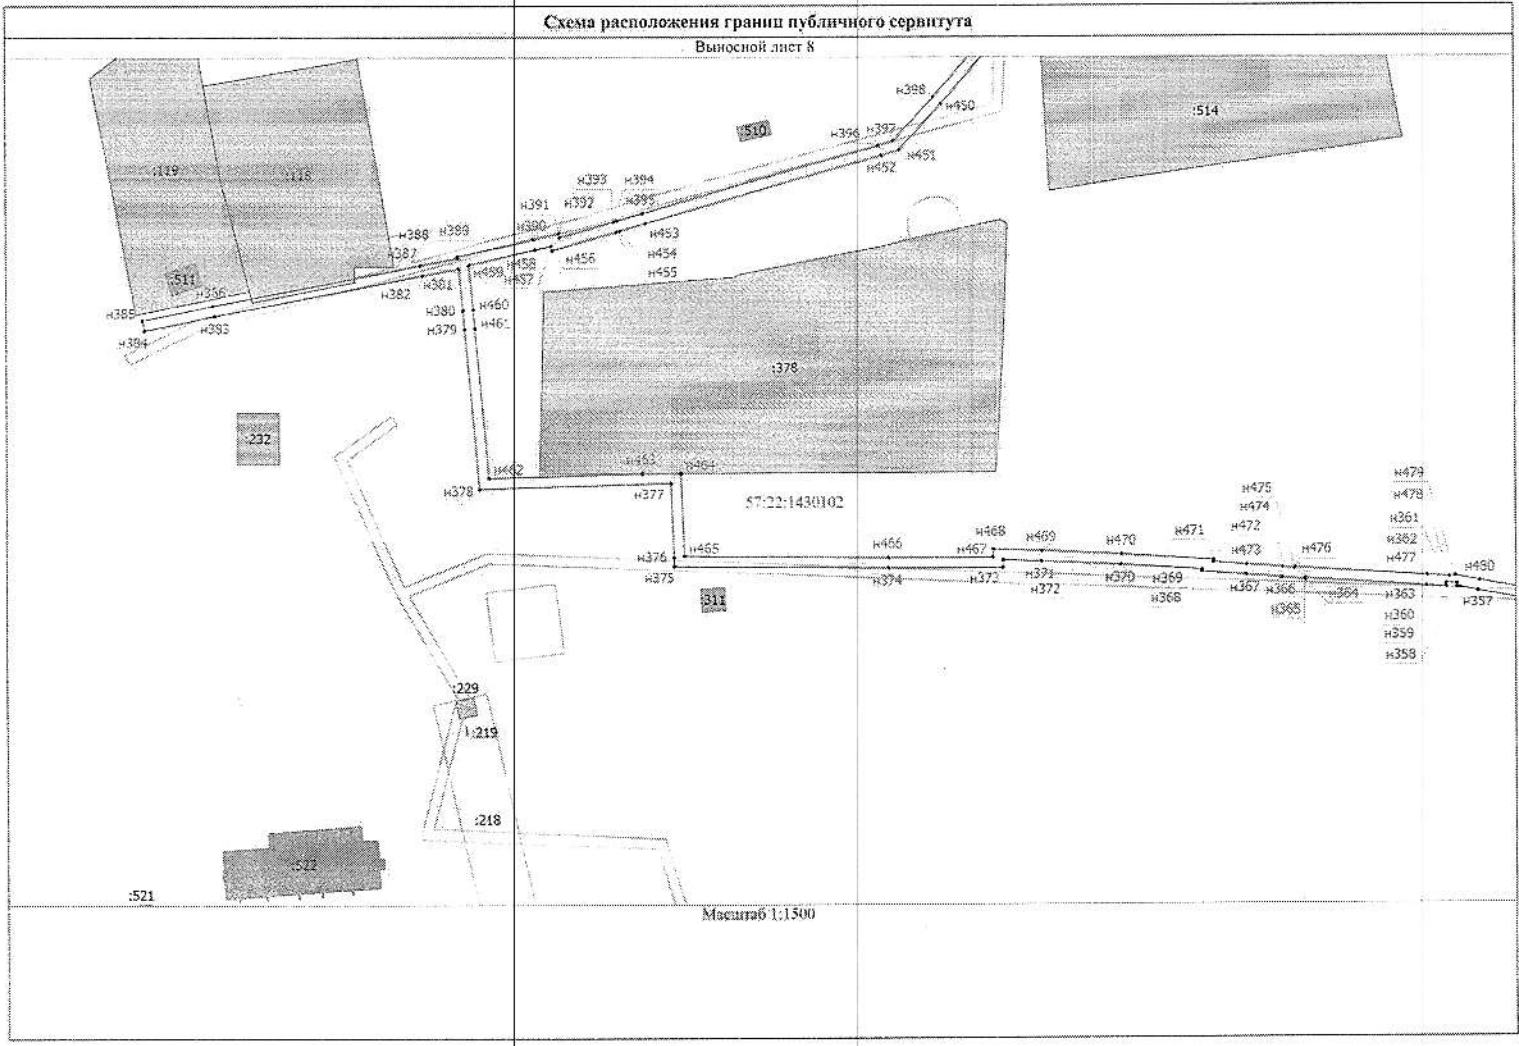 Схема расположения границ публичного сервитута
Выносной лист 8
н398
н450
:514
:510
н396
н397
н451
н452
:119
:118
н393
н394
н391
н392
н395
н388
н389
н390
н453
н387
н458
н456
н454
:511
н381
н459
н457
н455
н382
н386
н385
н383
н380
н460
н384
н379
н461
:378
:232
н462
н463
н464
н378
н377
57:22:1430102
н479
н475
н478
н474
н361
н468
н469
н471
н472
н362
н376
н465
н466
н467
н470
н473
н476
н477
н480
н375
н374
н373
н371
н370
н369
н367
н366
н364
н363
н357
:311
н372
н368
н365
н360
н359
н358
:229
:219
:218
:522
:521
Масштаб 1:1500